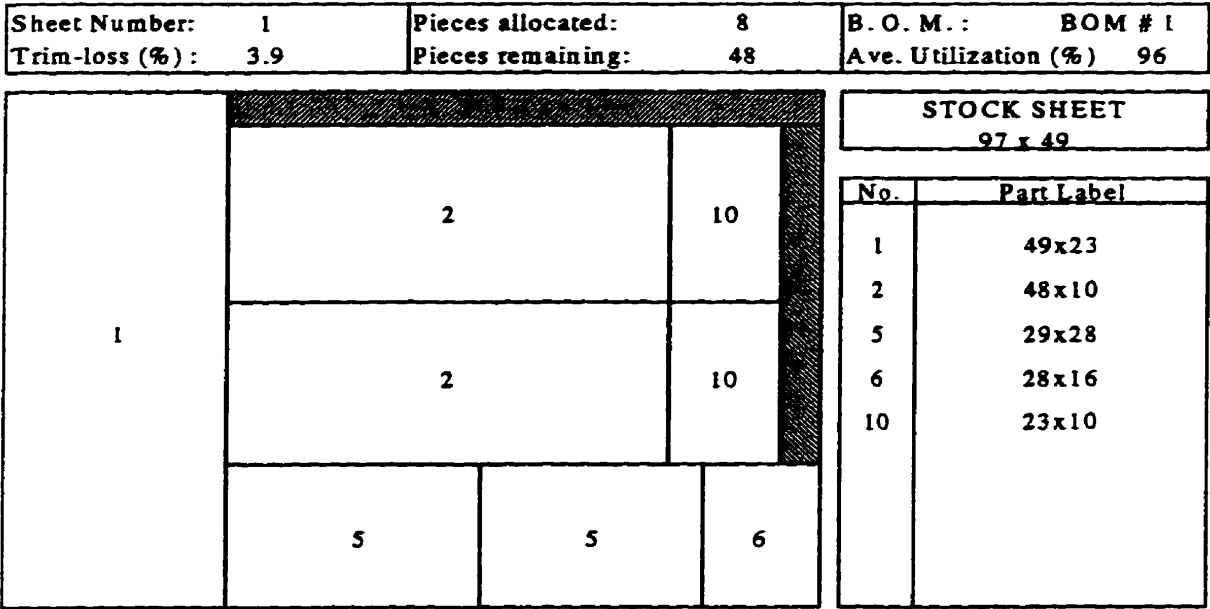 Sheet Number: 1 Pieces allocated: 8 B.O.M.: BOM # 1
Trim-loss (%): 3.9 Pieces remaining: 48 Ave. Utilization (%) 96
STOCK SHEET
97 x 49
No. Part Label
1 49x23
2 48x10
5 29x28
6 28x16
10 23x10
2 10
1
2 10
5 5 6